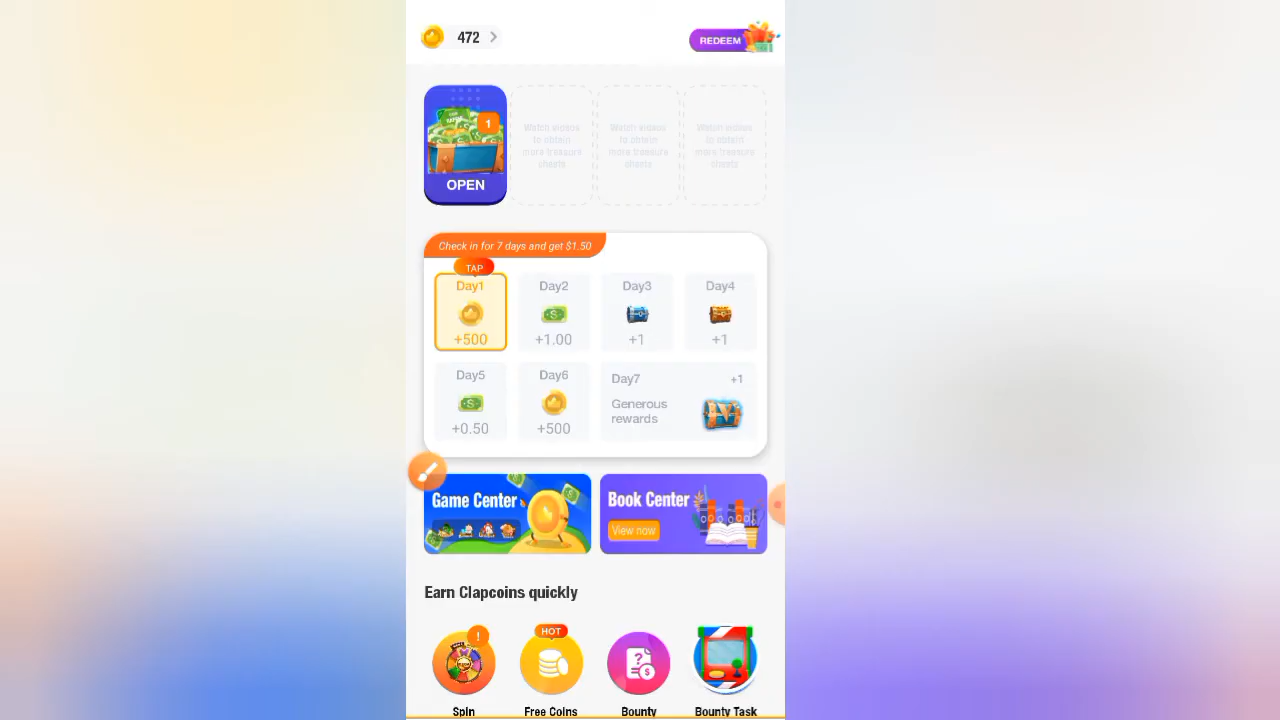 472
REDEEM
1
OPEN
Watch videos
to obtain
more treasure
chests
Watch videos
to obtain
more treasure
chests
Watch videos
to obtain
more treasure
chests
Check in for 7 days and get $1.50
TAP
Day1
+500
Day2
+1.00
Day3
+1
Day4
+1
Day5
+0.50
Day6
+500
Day7
+1
Generous
rewards
Game Center
Book Center
View now
Earn Clapcoins quickly
!
HOT
Spin
Free Coins
Bounty
Bounty Task